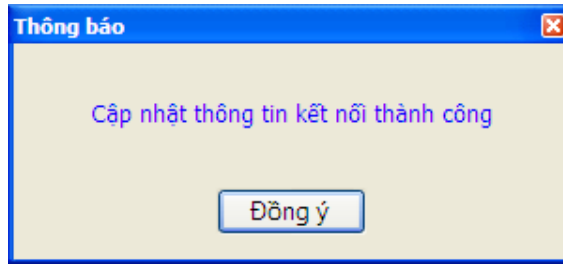 Thông báo
Cập nhật thông tin kết nối thành công
Đồng ý